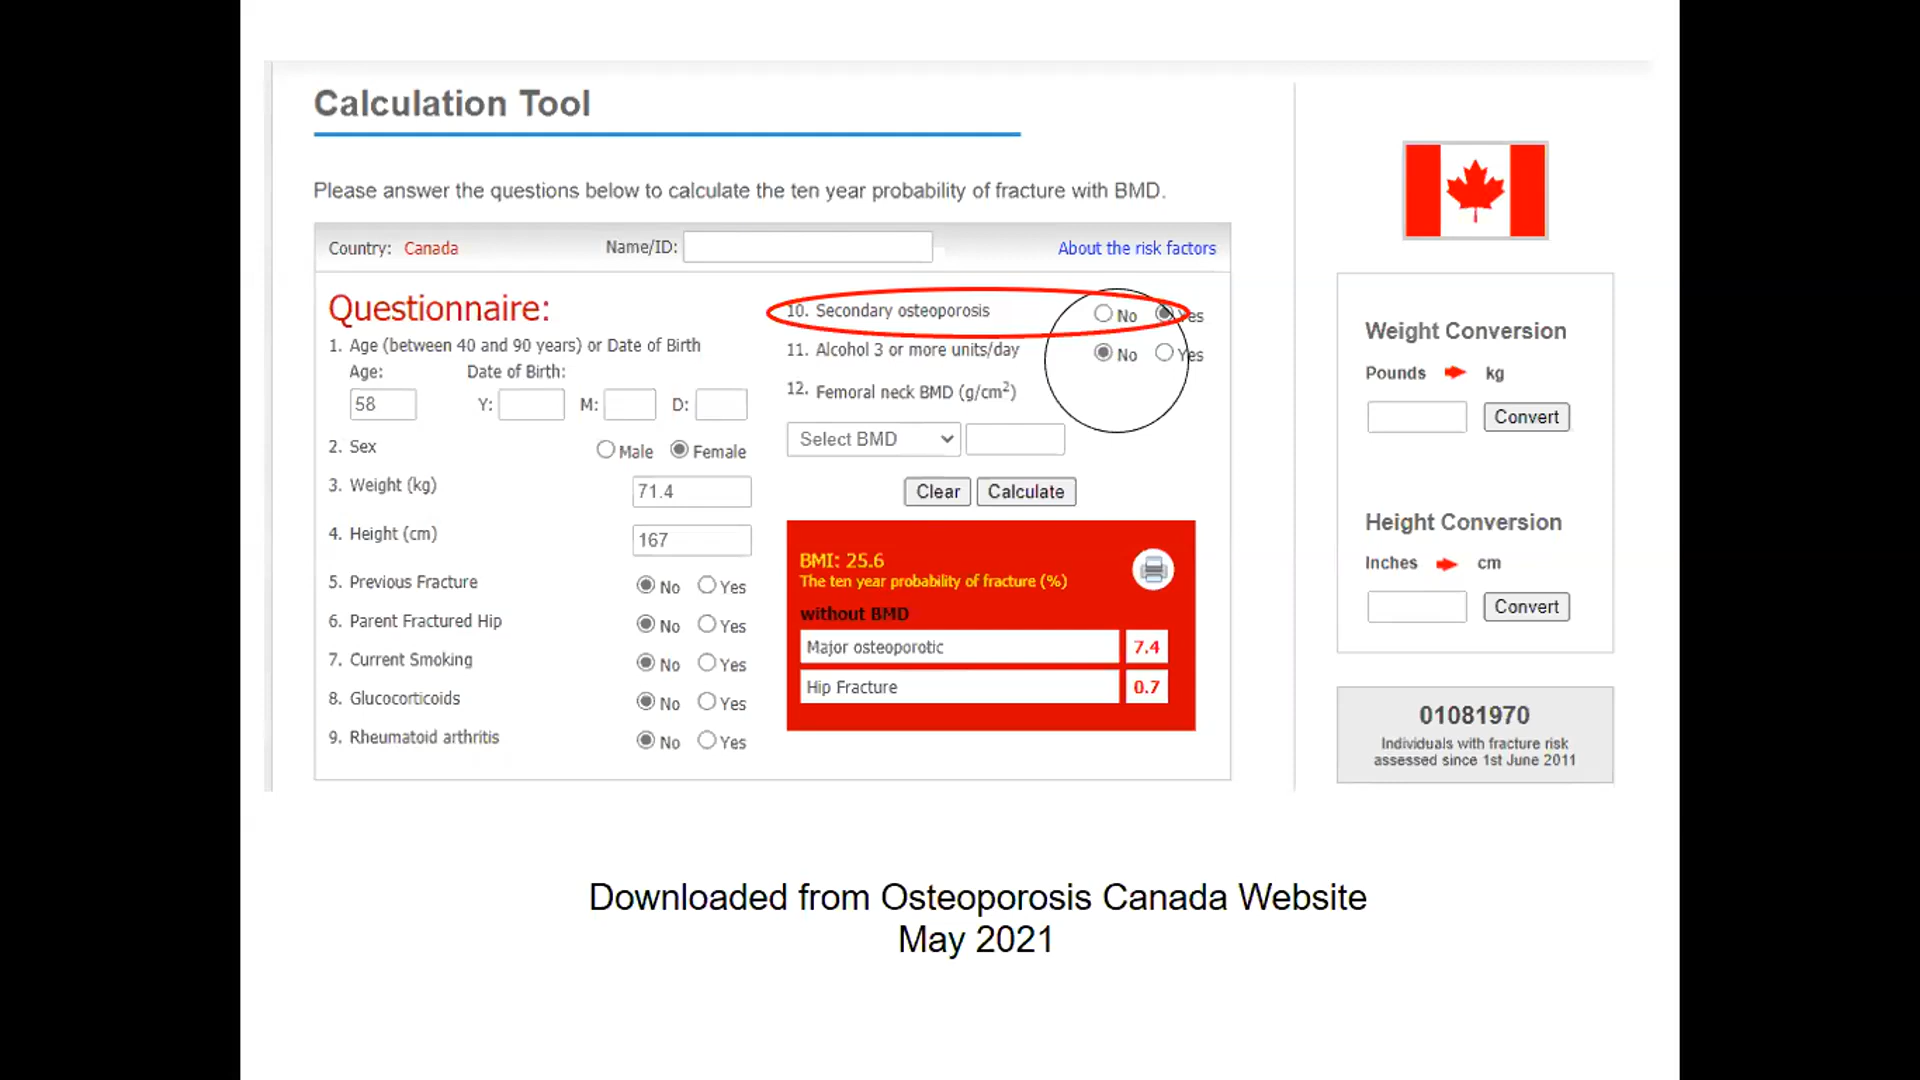 Calculation Tool
Please answer the questions below to calculate the ten year probability of fracture with BMD.
Country: Canada
Name/ID:
About the risk factors
Questionnaire:
1. Age (between 40 and 90 years) or Date of Birth
Age:
Date of Birth:
58
Y:
M:
D:
2. Sex
Male
Female
3. Weight (kg)
71.4
4. Height (cm)
167
5. Previous Fracture
No
Yes
6. Parent Fractured Hip
No
Yes
7. Current Smoking
No
Yes
8. Glucocorticoids
No
Yes
9. Rheumatoid arthritis
No
Yes
10. Secondary osteoporosis
No
Yes
11. Alcohol 3 or more units/day
No
Yes
12. Femoral neck BMD (g/cm²)
Select BMD
Clear
Calculate
BMI: 25.6
The ten year probability of fracture (%)
without BMD
Major osteoporotic
7.4
Hip Fracture
0.7
Weight Conversion
Pounds
kg
Convert
Height Conversion
Inches
cm
Convert
01081970
Individuals with fracture risk
assessed since 1st June 2011
Downloaded from Osteoporosis Canada Website
May 2021